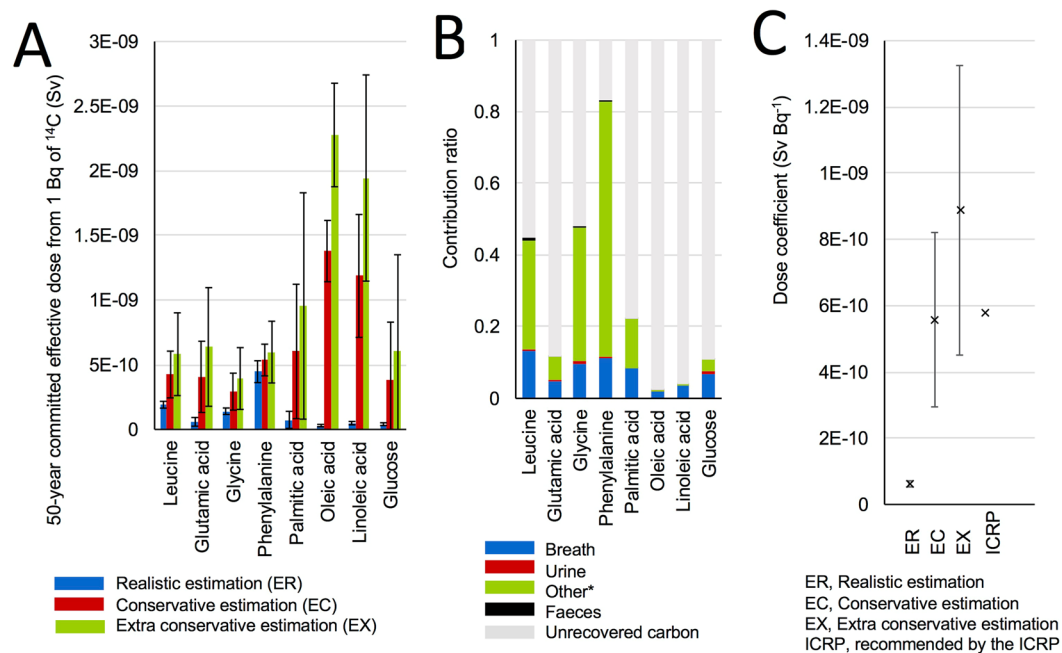 A
50-year committed effective dose from 1 Bq of ¹⁴C (Sv)
3E-09
2.5E-09
2E-09
1.5E-09
1E-09
5E-10
0
Leucine
Glutamic acid
Glycine
Phenylalanine
Palmitic acid
Oleic acid
Linoleic acid
Glucose
Realistic estimation (ER)
Conservative estimation (EC)
Extra conservative estimation (EX)
B
Contribution ratio
1
0.8
0.6
0.4
0.2
0
Leucine
Glutamic acid
Glycine
Phenylalanine
Palmitic acid
Oleic acid
Linoleic acid
Glucose
Breath
Urine
Other*
Faeces
Unrecovered carbon
C
Dose coefficient (Sv Bq⁻¹)
1.4E-09
1.2E-09
1E-09
8E-10
6E-10
4E-10
2E-10
0
ER
EC
EX
ICRP
ER, Realistic estimation
EC, Conservative estimation
EX, Extra conservative estimation
ICRP, recommended by the ICRP